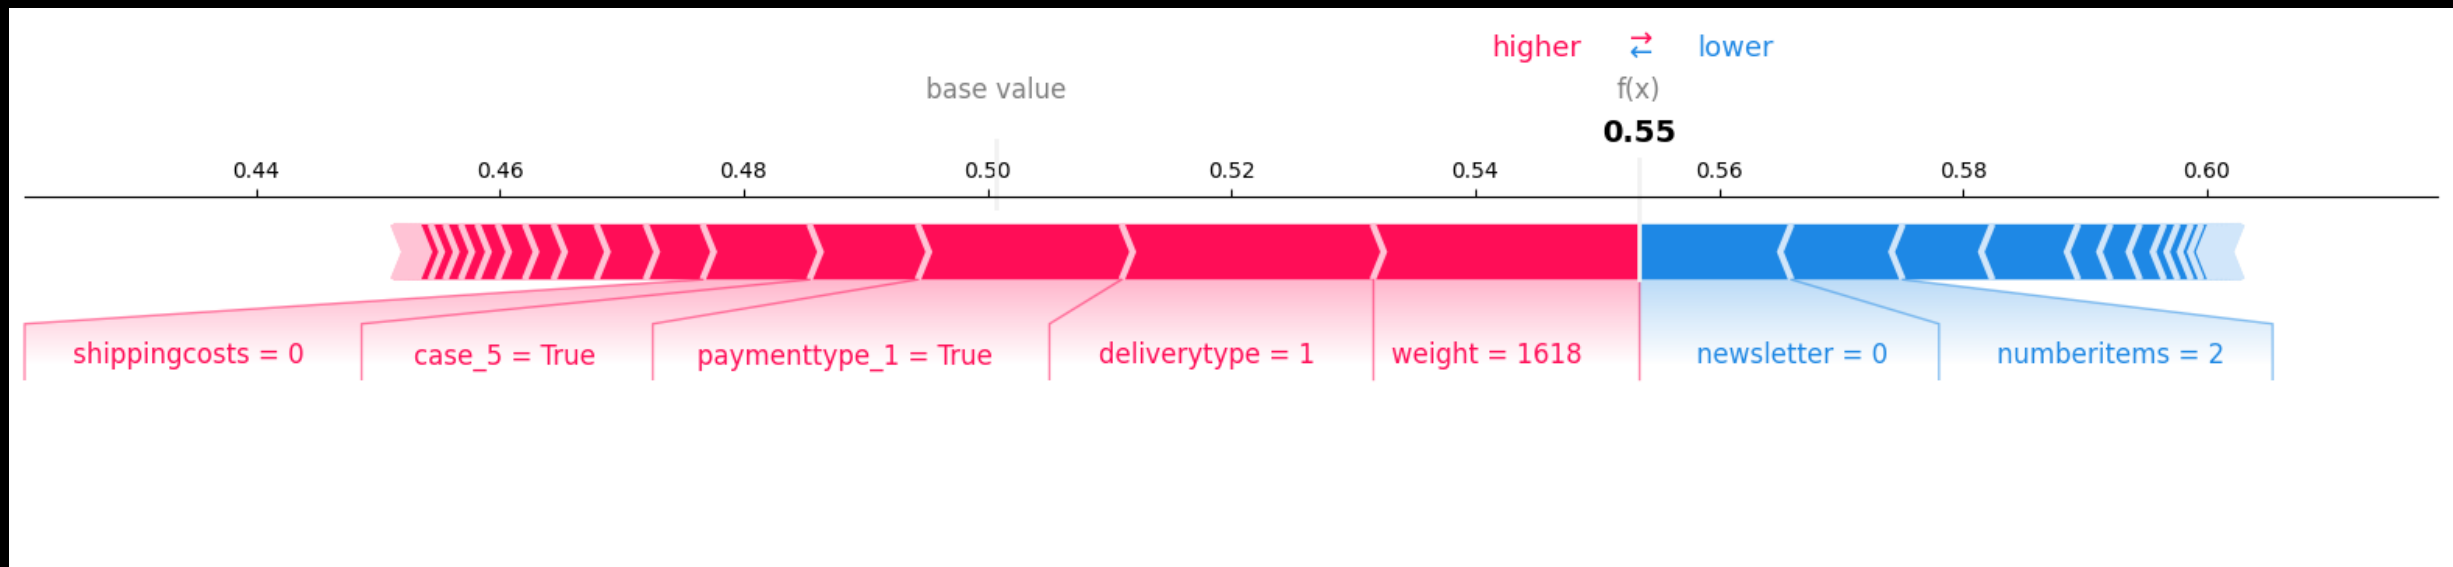 higher ⇄ lower
base value f(x)
0.55
0.44 0.46 0.48 0.50 0.52 0.54 0.56 0.58 0.60
shippingcosts = 0 case_5 = True paymenttype_1 = True deliverytype = 1 weight = 1618 newsletter = 0 numberitems = 2